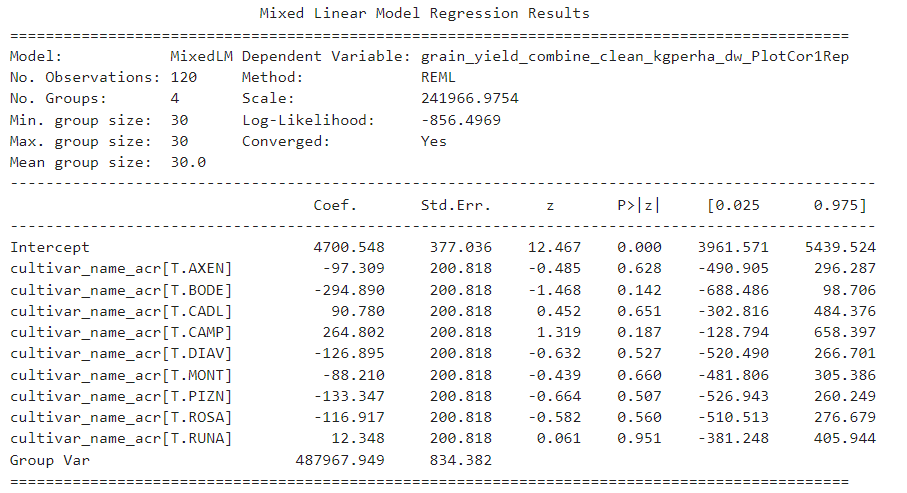 Mixed Linear Model Regression Results
================================================================================================
Model: MixedLM Dependent Variable: grain_yield_combine_clean_kgperha_dw_PlotCor1Rep
No. Observations: 120 Method: REML
No. Groups: 4 Scale: 241966.9754
Min. group size: 30 Log-Likelihood: -856.4969
Max. group size: 30 Converged: Yes
Mean group size: 30.0
------------------------------------------------------------------------------------------------
Coef. Std.Err. z P>|z| [0.025 0.975]
------------------------------------------------------------------------------------------------
Intercept 4700.548 377.036 12.467 0.000 3961.571 5439.524
cultivar_name_acr[T.AXEN] -97.309 200.818 -0.485 0.628 -490.905 296.287
cultivar_name_acr[T.BODE] -294.890 200.818 -1.468 0.142 -688.486 98.706
cultivar_name_acr[T.CADL] 90.780 200.818 0.452 0.651 -302.816 484.376
cultivar_name_acr[T.CAMP] 264.802 200.818 1.319 0.187 -128.794 658.397
cultivar_name_acr[T.DIAV] -126.895 200.818 -0.632 0.527 -520.490 266.701
cultivar_name_acr[T.MONT] -88.210 200.818 -0.439 0.660 -481.806 305.386
cultivar_name_acr[T.PIZN] -133.347 200.818 -0.664 0.507 -526.943 260.249
cultivar_name_acr[T.ROSA] -116.917 200.818 -0.582 0.560 -510.513 276.679
cultivar_name_acr[T.RUNA] 12.348 200.818 0.061 0.951 -381.248 405.944
Group Var 487967.949 834.382
================================================================================================